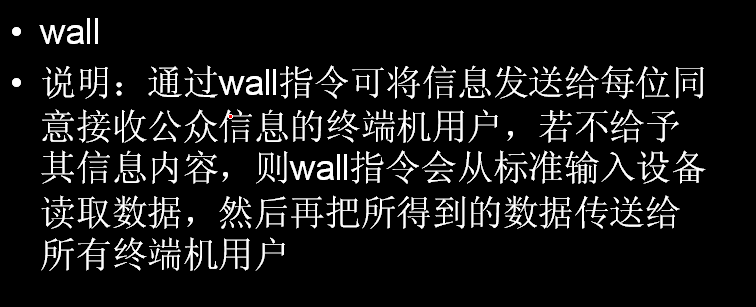 • wall
• 说明：通过wall指令可将信息发送给每位同
意接收公众信息的终端机用户，若不给予
其信息内容，则wall指令会从标准输入设备
读取数据，然后再把所得到的数据传送给
所有终端机用户